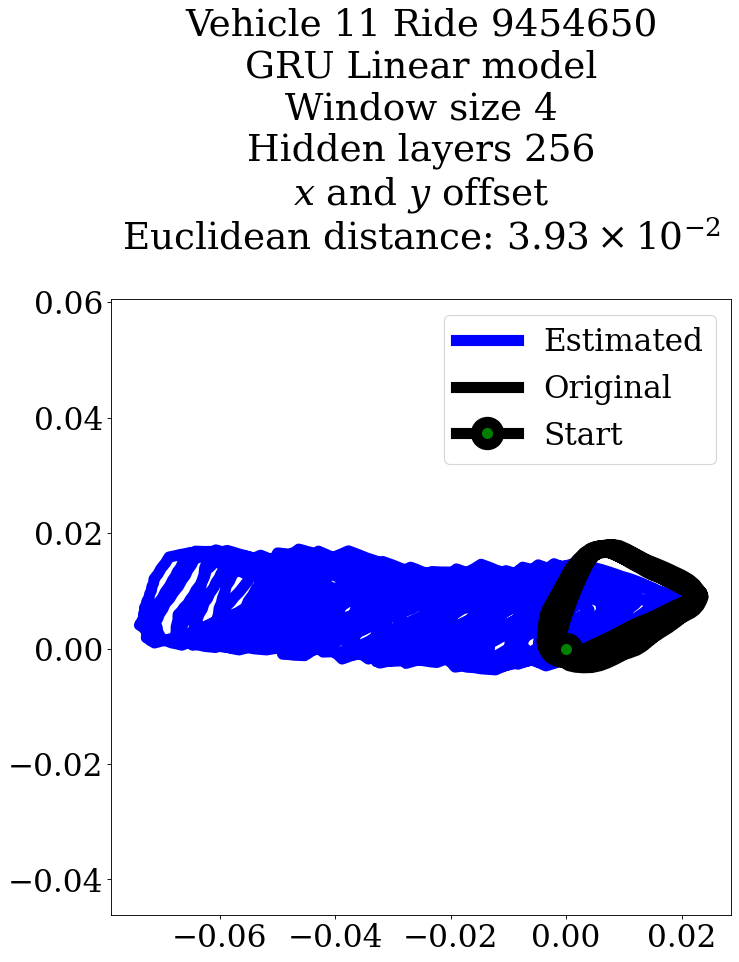 Vehicle 11 Ride 9454650
GRU Linear model
Window size 4
Hidden layers 256
x and y offset
Euclidean distance: 3.93 × 10⁻²
0.06
0.04
0.02
0.00
−0.02
−0.04
Estimated
Original
Start
−0.06 −0.04 −0.02 0.00 0.02